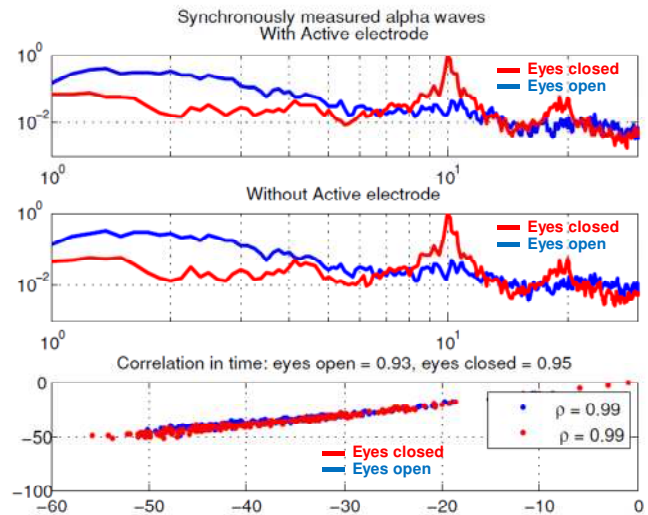 Synchronously measured alpha waves
With Active electrode
10^0
10^-2
Eyes closed
Eyes open
10^0
10^1
Without Active electrode
10^0
10^-2
Eyes closed
Eyes open
10^0
10^1
Correlation in time: eyes open = 0.93, eyes closed = 0.95
0
−50
−100
ρ = 0.99
ρ = 0.99
Eyes closed
Eyes open
−60 −50 −40 −30 −20 −10 0